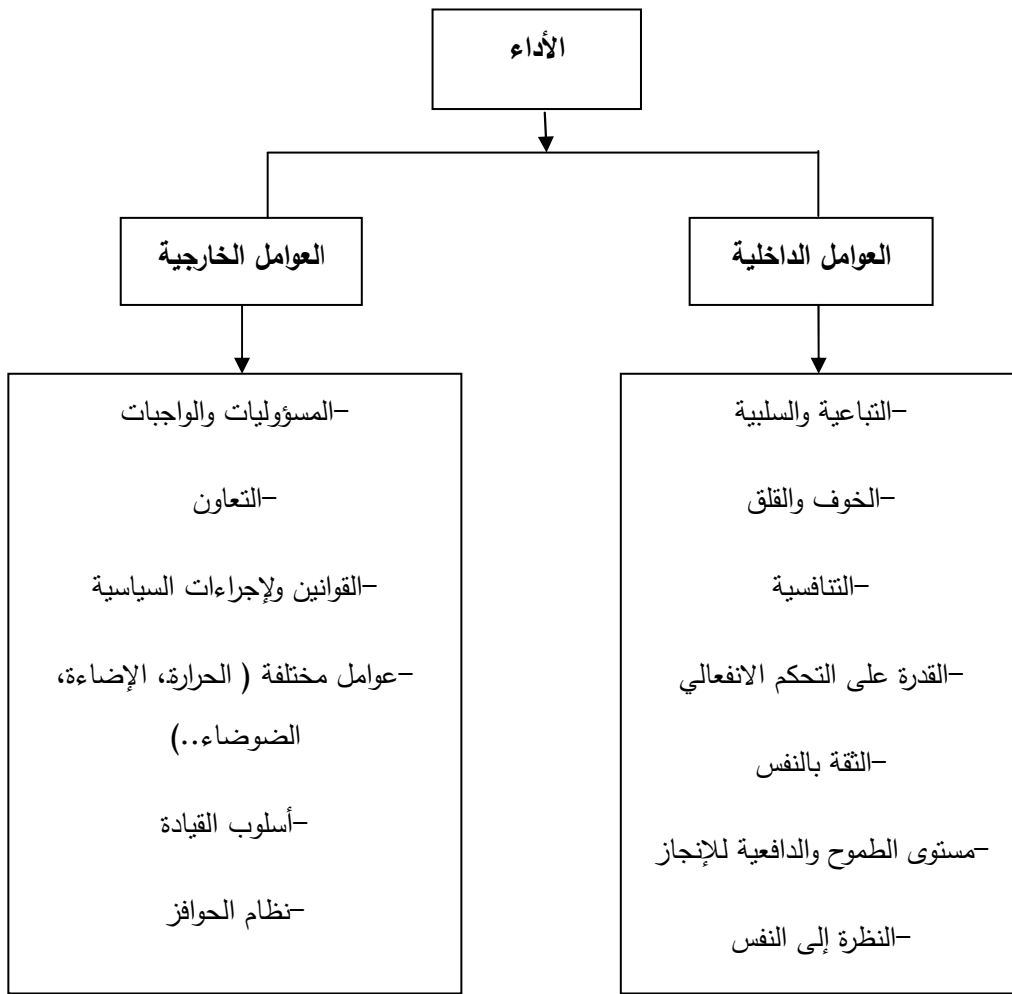 الأداء
العوامل الداخلية
-التباعية والسلبية
-الخوف والقلق
-التنافسية
-القدرة على التحكم الانفعالي
-الثقة بالنفس
-مستوى الطموح والدافعية للإنجاز
-النظرة إلى النفس
العوامل الخارجية
-المسؤوليات والواجبات
-التعاون
-القوانين ولإجراءات السياسية
-عوامل مختلفة ( الحرارة، الإضاءة،
الضوضاء..)
-أسلوب القيادة
-نظام الحوافز